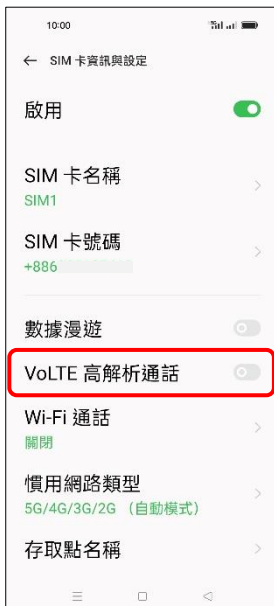 10:00
← SIM 卡資訊與設定
啟用
SIM 卡名稱
SIM1
SIM 卡號碼
+886
數據漫遊
VoLTE 高解析通話
Wi-Fi 通話
關閉
慣用網路類型
5G/4G/3G/2G （自動模式）
存取點名稱